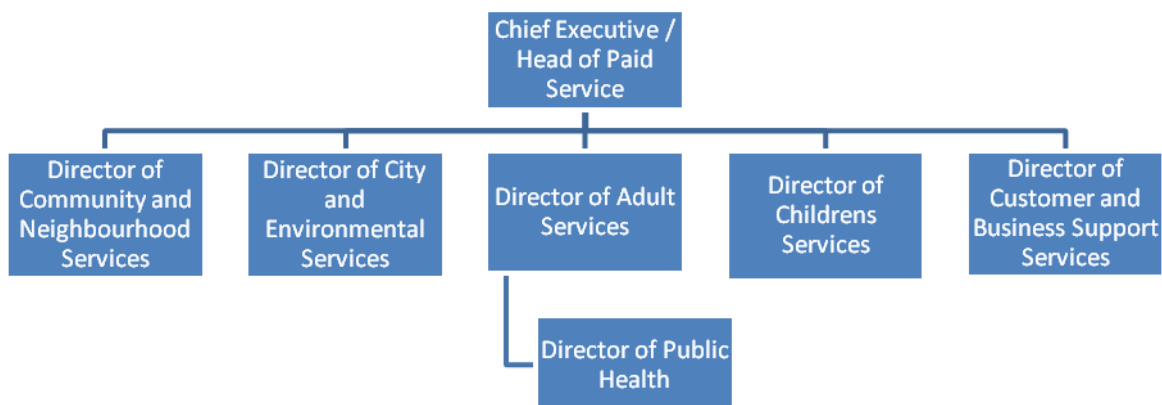 Chief Executive /
Head of Paid
Service
Director of
Community and
Neighbourhood
Services
Director of City
and
Environmental
Services
Director of Adult
Services
Director of
Childrens
Services
Director of
Customer and
Business Support
Services
Director of Public
Health